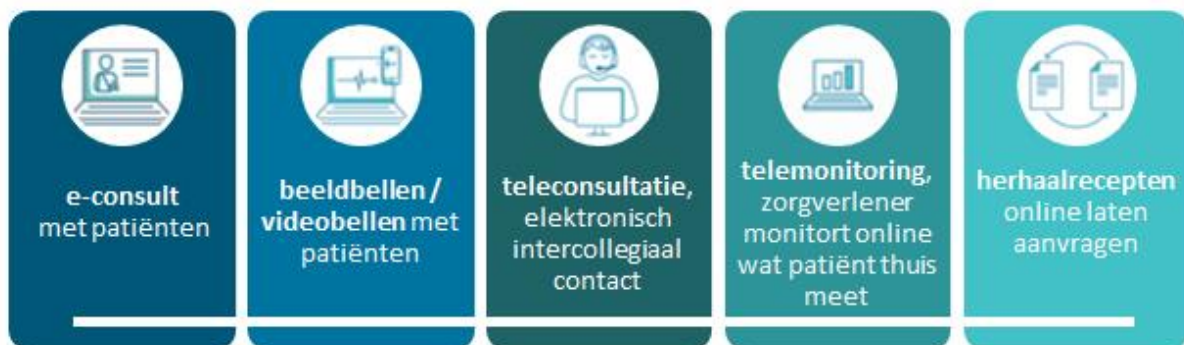 e-consult
met patiënten
beeldbellen /
videobellen met
patiënten
teleconsultatie,
elektronisch
intercollegiaal
contact
telemonitoring,
zorgverlener
monitort online
wat patiënt thuis
meet
herhaalrecepten
online laten
aanvragen